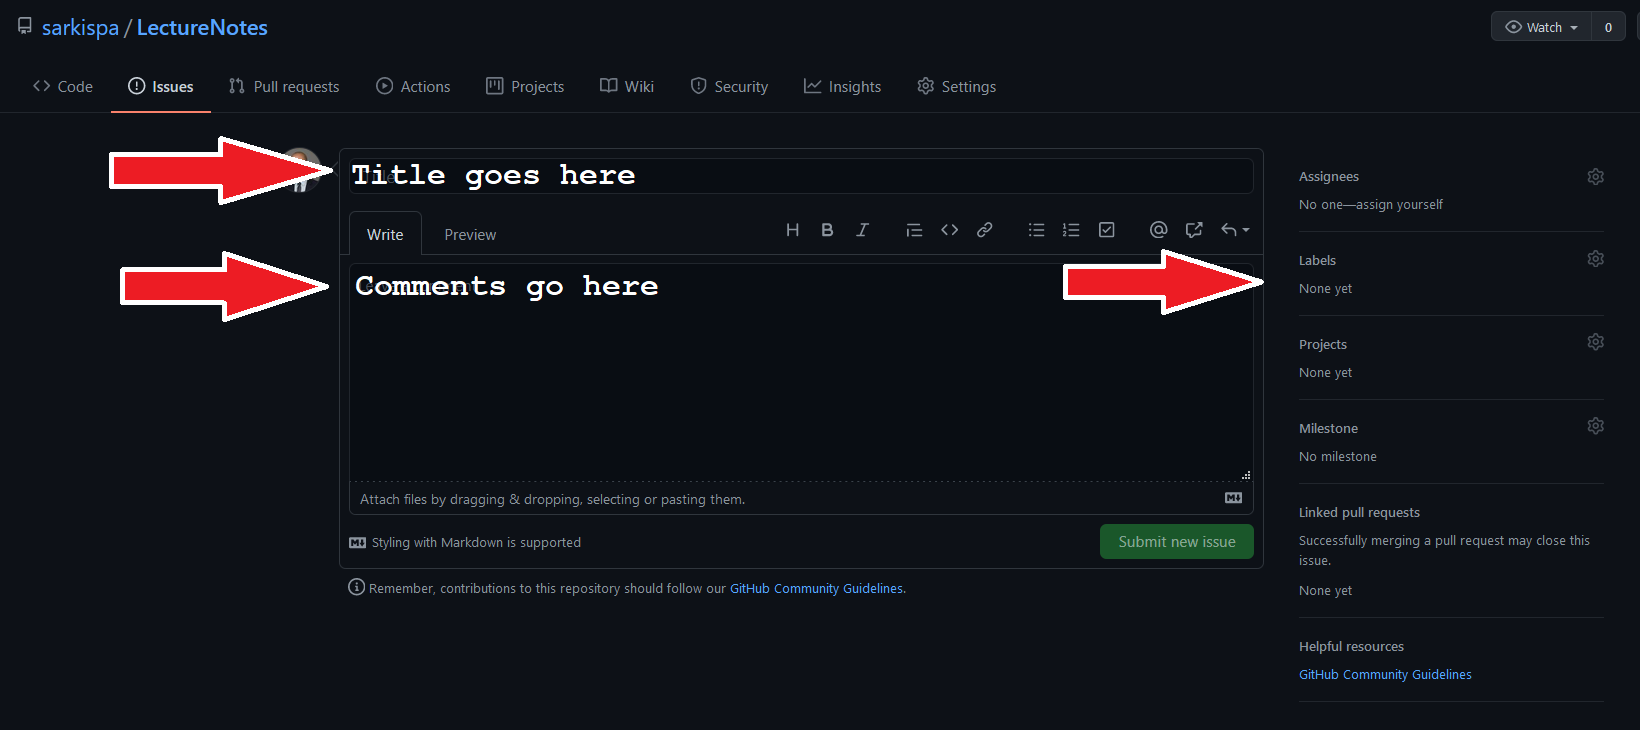 sarkispa / LectureNotes
Watch 0
Code Issues Pull requests Actions Projects Wiki Security Insights Settings
Title goes here
Write Preview
H B I
Comments go here
Attach files by dragging & dropping, selecting or pasting them.
Styling with Markdown is supported
Submit new issue
Remember, contributions to this repository should follow our GitHub Community Guidelines.
Assignees
No one—assign yourself
Labels
None yet
Projects
None yet
Milestone
No milestone
Linked pull requests
Successfully merging a pull request may close this
issue.
None yet
Helpful resources
GitHub Community Guidelines